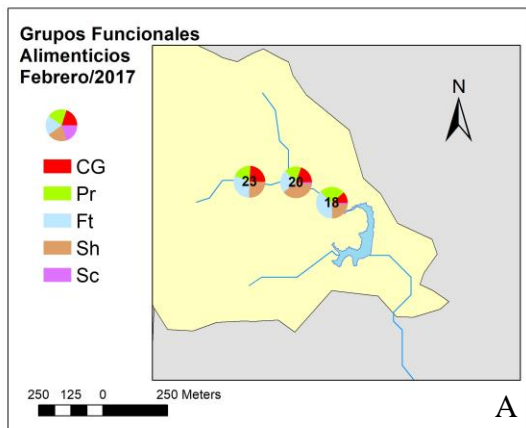 Grupos Funcionales
Alimenticios
Febrero/2017
CG
Pr
Ft
Sh
Sc
N
23
20
18
250 125 0 250 Meters
A